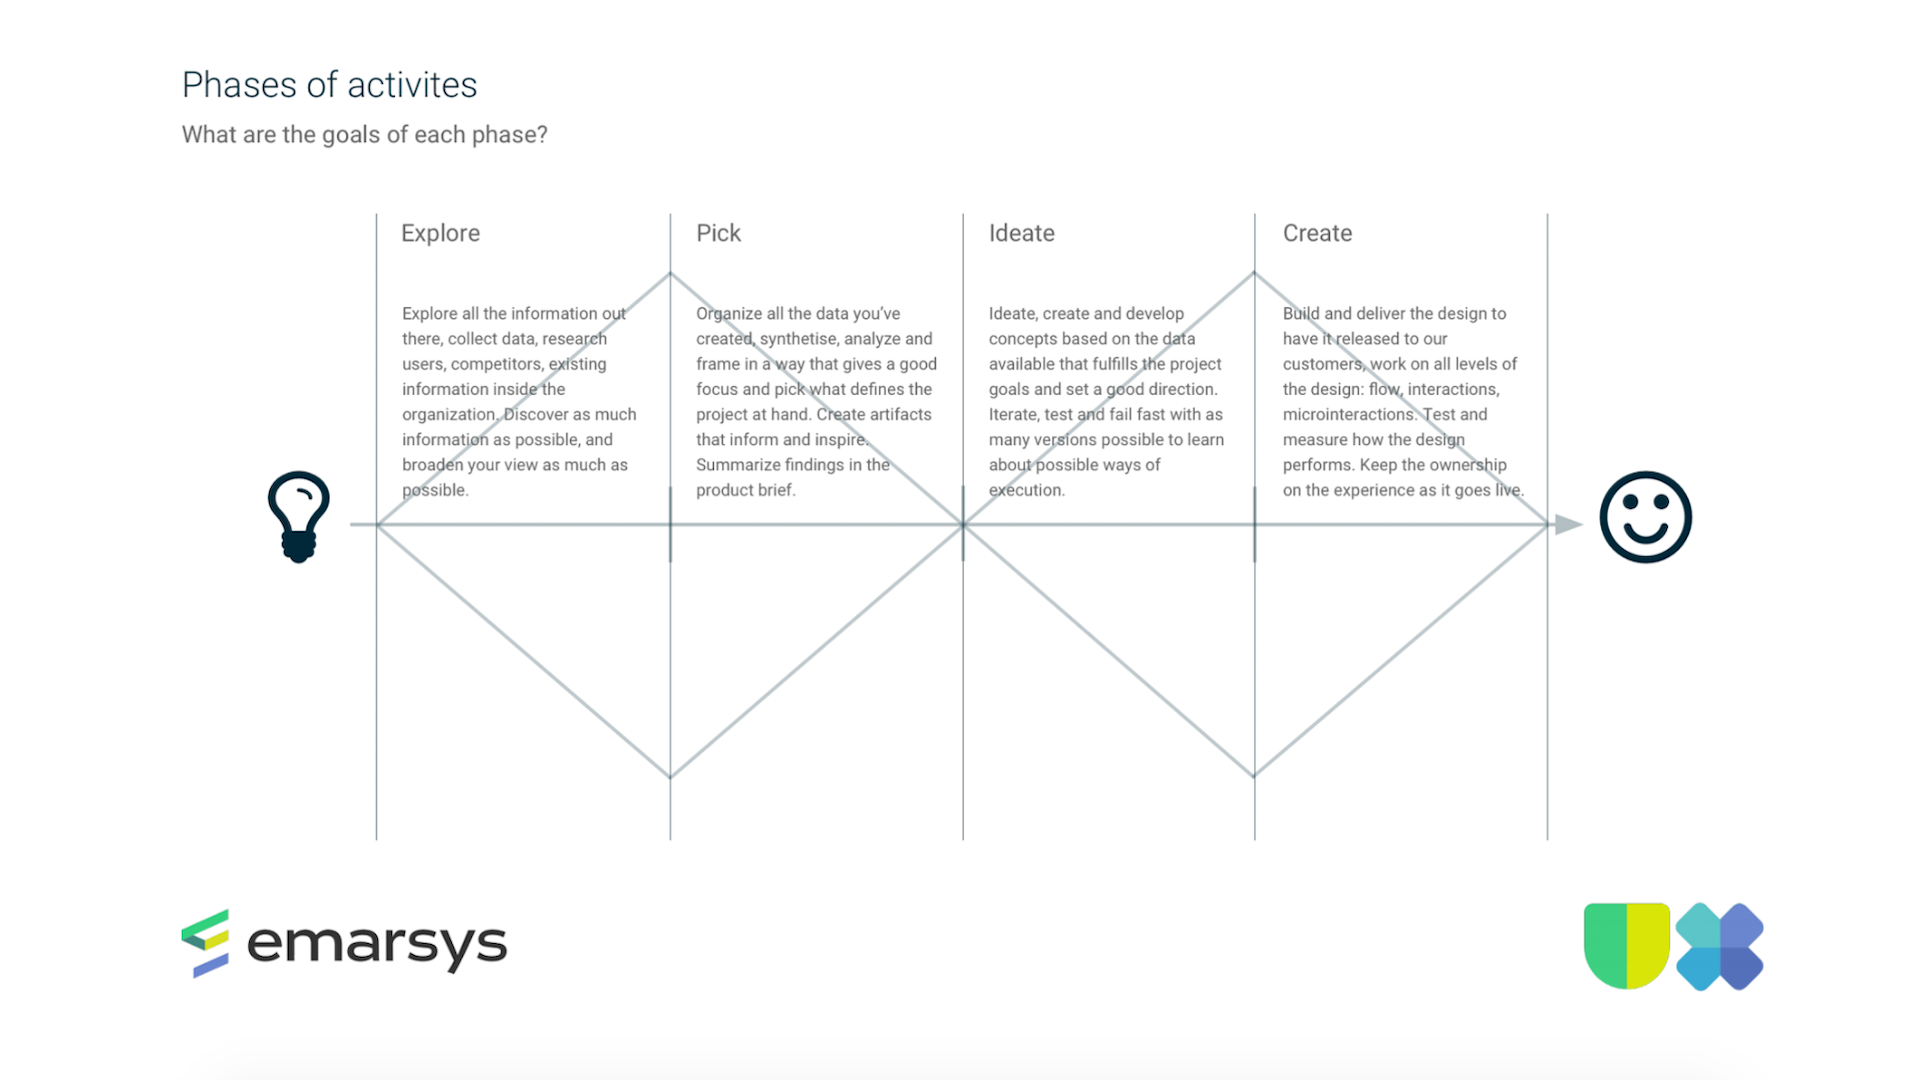 Phases of activites
What are the goals of each phase?
Explore
Explore all the information out
there, collect data, research
users, competitors, existing
information inside the
organization. Discover as much
information as possible, and
broaden your view as much as
possible.
Pick
Organize all the data you’ve
created, synthetise, analyze and
frame in a way that gives a good
focus and pick what defines the
project at hand. Create artifacts
that inform and inspire.
Summarize findings in the
product brief.
Ideate
Ideate, create and develop
concepts based on the data
available that fulfills the project
goals and set a good direction.
Iterate, test and fail fast with as
many versions possible to learn
about possible ways of
execution.
Create
Build and deliver the design to
have it released to our
customers, work on all levels of
the design: flow, interactions,
microinteractions. Test and
measure how the design
performs. Keep the ownership
on the experience as it goes live.
emarsys
UX